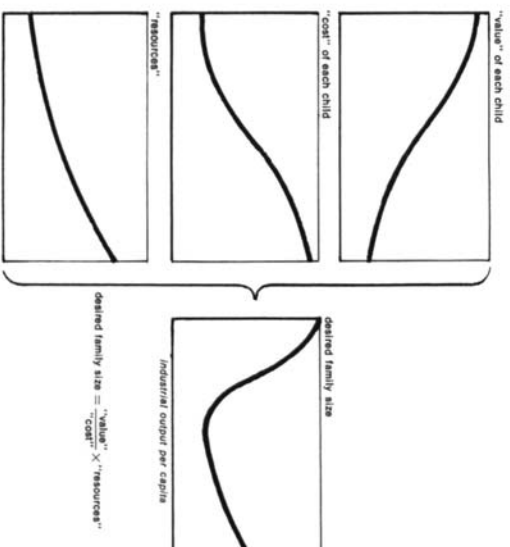 "value" of each child
"cost" of each child
"resources"
desired family size
industrial output per capita
desired family size = "value"
"cost" × "resources"